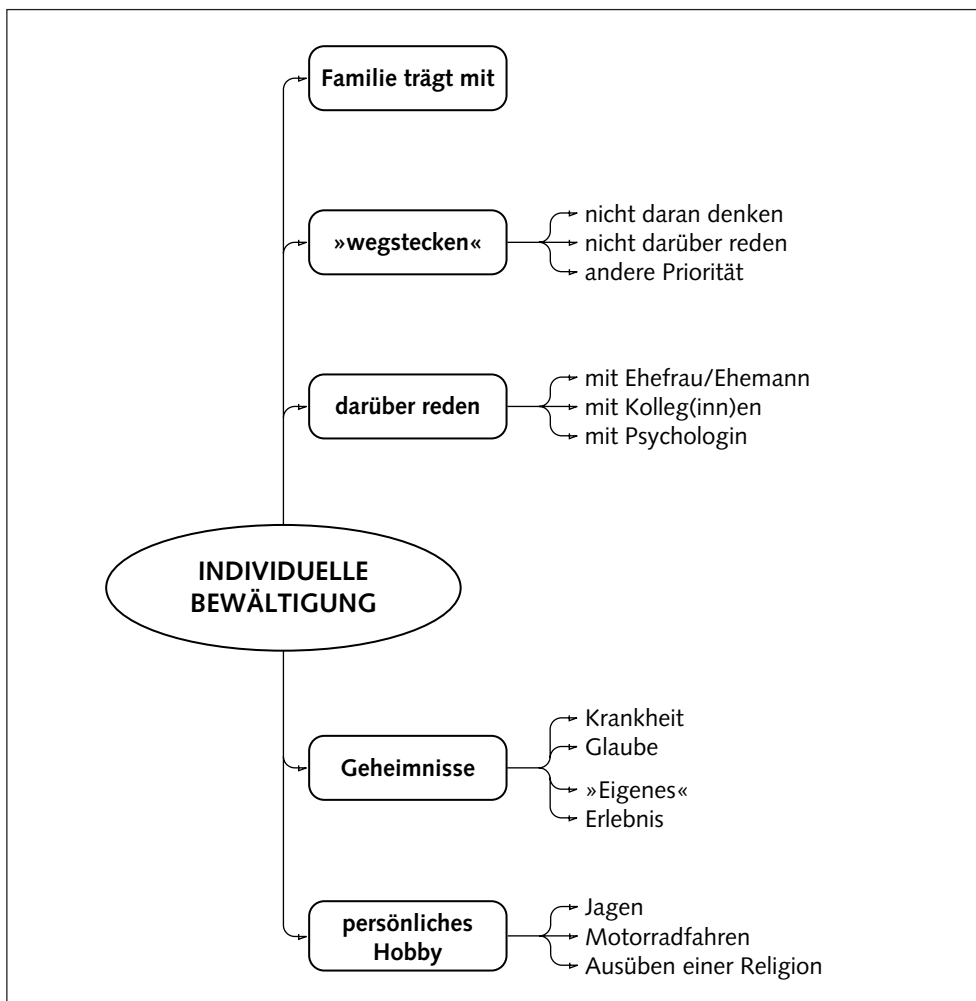 Familie trägt mit
»wegstecken«
nicht daran denken
nicht darüber reden
andere Priorität
darüber reden
mit Ehefrau/Ehemann
mit Kolleg(inn)en
mit Psychologin
INDIVIDUELLE
BEWÄLTIGUNG
Geheimnisse
Krankheit
Glaube
»Eigenes«
Erlebnis
persönliches
Hobby
Jagen
Motorradfahren
Ausüben einer Religion